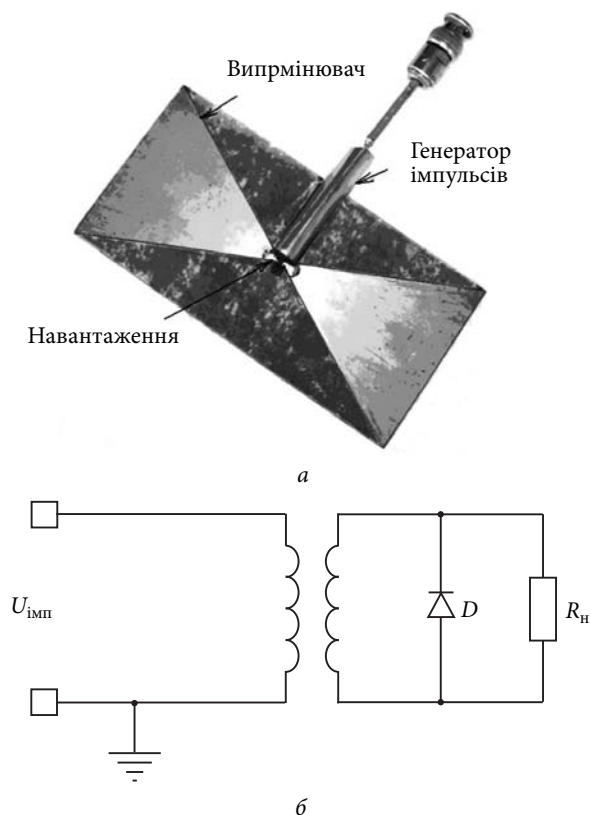 Випрмінювач
Генератор
імпульсів
Навантаження
а
Uімп
D
Rн
б